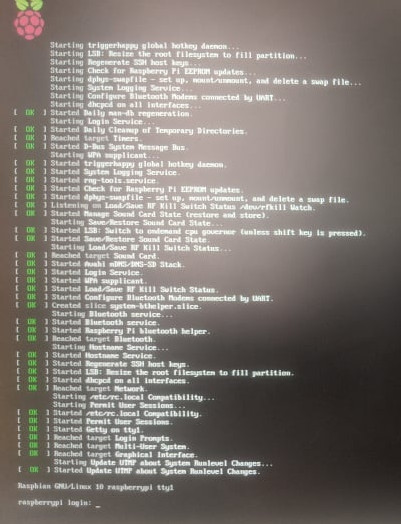 Starting triggerhappy global hotkey daemon...
Starting LSB: Resize the root filesystem to fill partition...
Starting Regenerate SSH host keys...
Starting Check for Raspberry Pi EEPROM updates...
Starting dphys-swapfile - set up, mount/unmount, and delete a swap file...
Starting System Logging Service...
Starting Configure Bluetooth Modems connected by UART...
Starting dhcpcd on all interfaces...
[  OK  ] Started Daily man-db regeneration.
Starting Login Service...
[  OK  ] Started Daily Cleanup of Temporary Directories.
[  OK  ] Reached target Timers.
[  OK  ] Started D-Bus System Message Bus.
Starting WPA supplicant...
[  OK  ] Started triggerhappy global hotkey daemon.
[  OK  ] Started System Logging Service.
[  OK  ] Started rng-tools.service.
[  OK  ] Started Check for Raspberry Pi EEPROM updates.
[  OK  ] Started dphys-swapfile - set up, mount/unmount, and delete a swap file.
[  OK  ] Listening on Load/Save RF Kill Switch Status /dev/rfkill Watch.
[  OK  ] Started Manage Sound Card State (restore and store).
Starting Save/Restore Sound Card State...
[  OK  ] Started LSB: Switch to ondemand cpu governor (unless shift key is pressed).
[  OK  ] Started Save/Restore Sound Card State.
Starting Load/Save RF Kill Switch Status...
[  OK  ] Reached target Sound Card.
[  OK  ] Started Avahi mDNS/DNS-SD Stack.
[  OK  ] Started Login Service.
[  OK  ] Started WPA supplicant.
[  OK  ] Started Load/Save RF Kill Switch Status.
[  OK  ] Started Configure Bluetooth Modems connected by UART.
[  OK  ] Created slice system-bthelper.slice.
Starting Bluetooth service...
[  OK  ] Started Bluetooth service.
[  OK  ] Started Raspberry Pi bluetooth helper.
[  OK  ] Reached target Bluetooth.
Starting Hostname Service...
[  OK  ] Started Hostname Service.
[  OK  ] Started Regenerate SSH host keys.
[  OK  ] Started LSB: Resize the root filesystem to fill partition.
[  OK  ] Started dhcpcd on all interfaces.
[  OK  ] Reached target Network.
Starting /etc/rc.local Compatibility...
Starting Permit User Sessions...
[  OK  ] Started /etc/rc.local Compatibility.
[  OK  ] Started Permit User Sessions.
[  OK  ] Started Getty on tty1.
[  OK  ] Reached target Login Prompts.
[  OK  ] Reached target Multi-User System.
[  OK  ] Reached target Graphical Interface.
Starting Update UTMP about System Runlevel Changes...
[  OK  ] Started Update UTMP about System Runlevel Changes.
Raspbian GNU/Linux 10 raspberrypi tty1
raspberrypi login: _